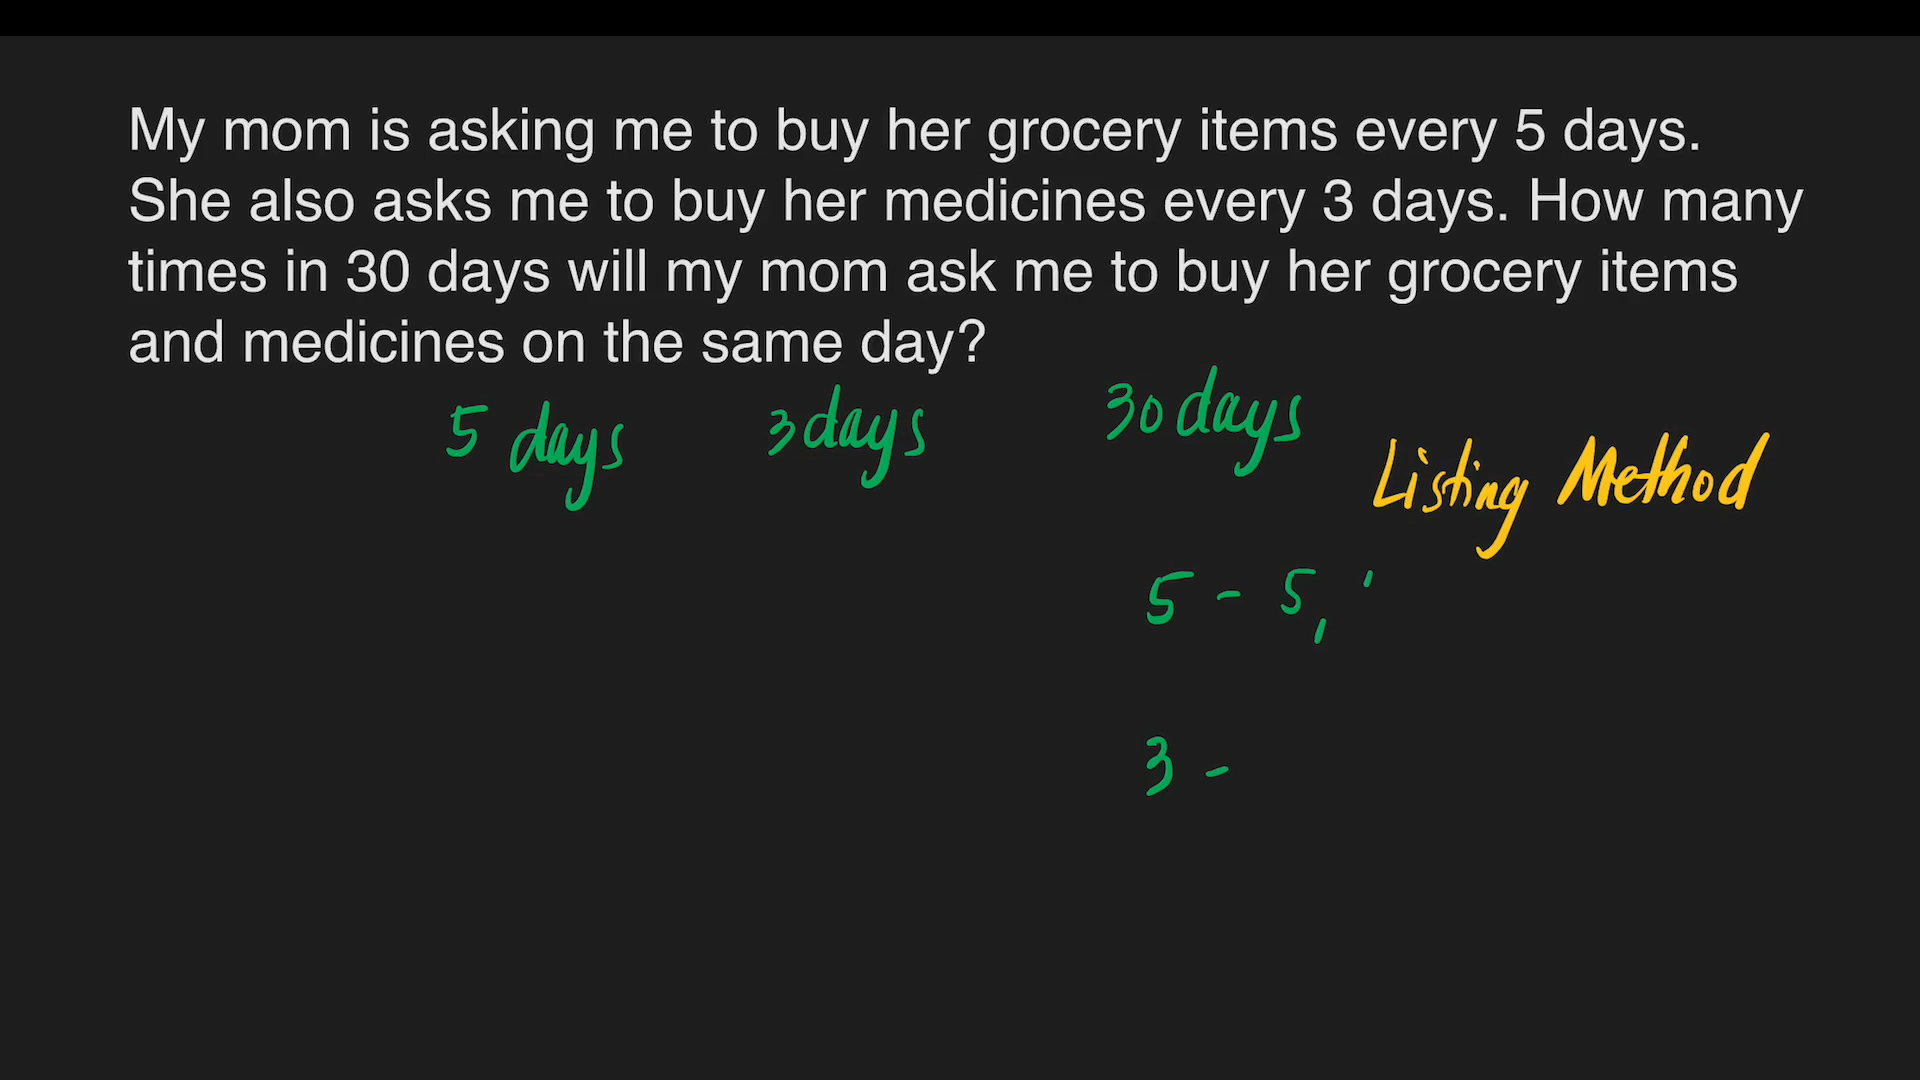 My mom is asking me to buy her grocery items every 5 days.
She also asks me to buy her medicines every 3 days. How many
times in 30 days will my mom ask me to buy her grocery items
and medicines on the same day?
5 days 3 days 30 days
Listing Method
5 - 5, '
3 -